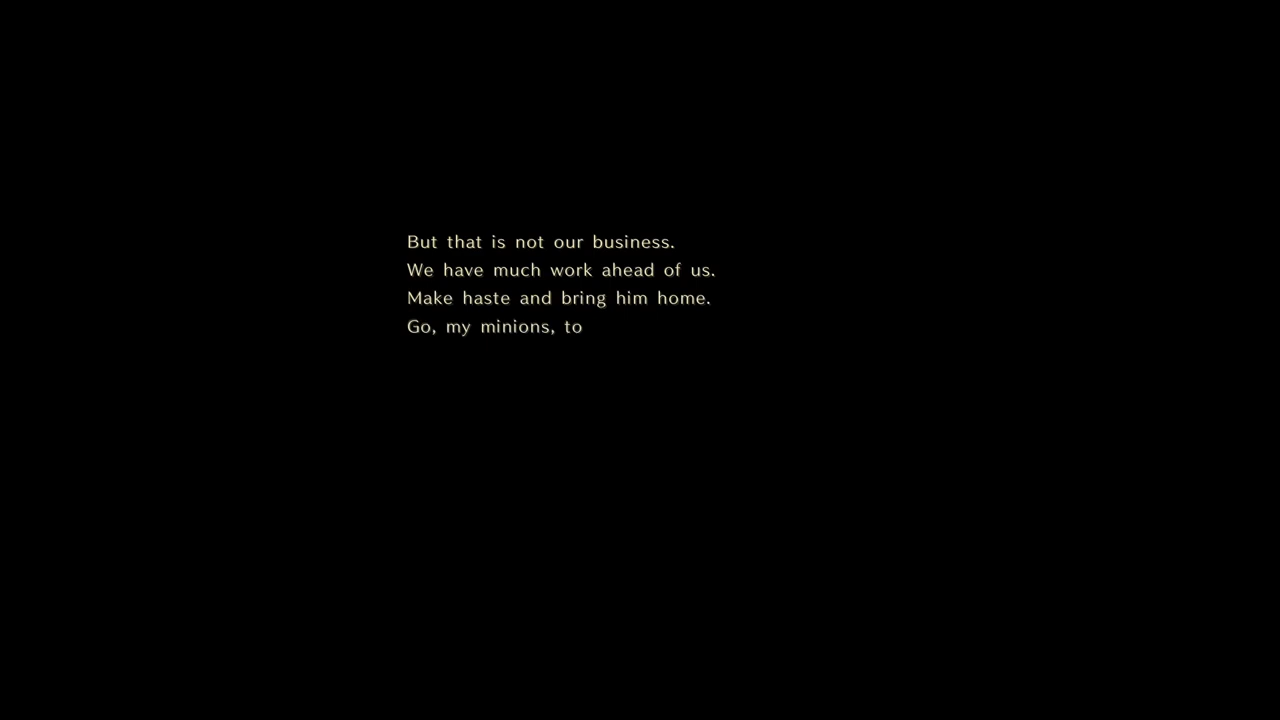 But that is not our business.
We have much work ahead of us.
Make haste and bring him home.
Go, my minions, to